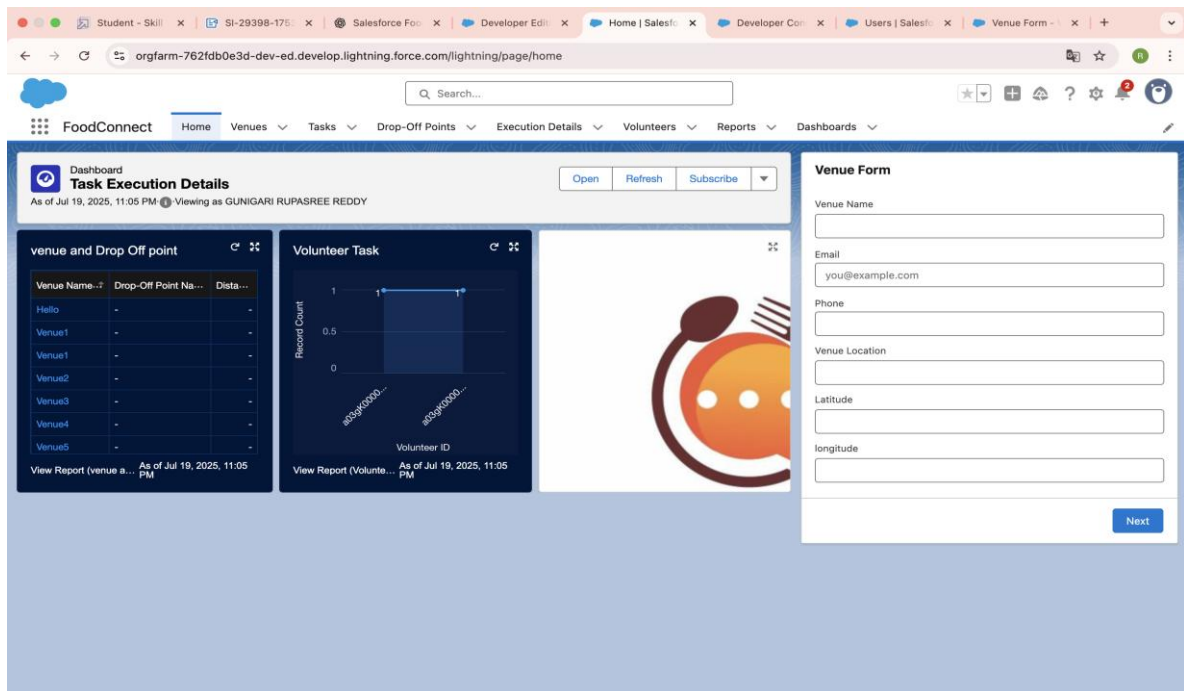 Student - Skill
SI-29398-175
Salesforce Foo
Developer Editi
Home | Salesfo
Developer Con
Users | Salesfo
Venue Form -
orgfarm-762fdb0e3d-dev-ed.develop.lightning.force.com/lightning/page/home
R
Search...
2
FoodConnect Home Venues Tasks Drop-Off Points Execution Details Volunteers Reports Dashboards
Dashboard
Task Execution Details
As of Jul 19, 2025, 11:05 PM·Viewing as GUNIGARI RUPASREE REDDY
Open Refresh Subscribe
venue and Drop Off point
Venue Name.. Drop-Off Point Na... Dista...
Hello - -
Venue1 - -
Venue1 - -
Venue2 - -
Venue3 - -
Venue4 - -
Venue5 - -
View Report (venue a... As of Jul 19, 2025, 11:05 PM
Volunteer Task
Record Count
1
0.5
0
1 1
a03gK0000...
a03gK0000...
Volunteer ID
View Report (Volunte... As of Jul 19, 2025, 11:05 PM
Venue Form
Venue Name
Email
you@example.com
Phone
Venue Location
Latitude
longitude
Next